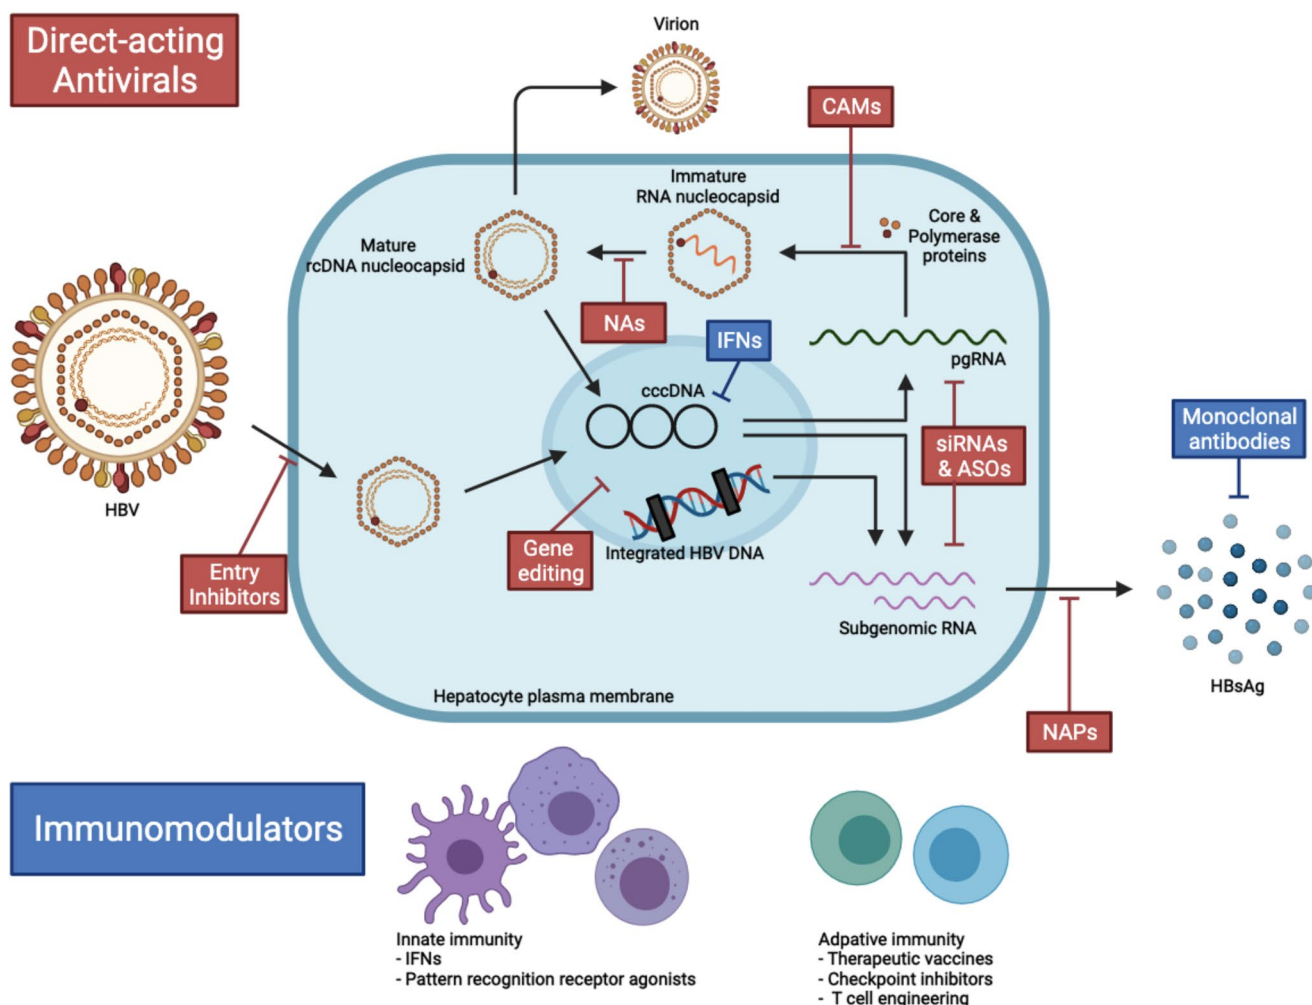 Direct-acting
Antivirals
Virion
CAMs
Immature
RNA nucleocapsid
Core &
Polymerase
proteins
Mature
rcDNA nucleocapsid
NAs
IFNs
pgRNA
cccDNA
Monoclonal
antibodies
siRNAs
& ASOs
HBV
Gene
editing
Integrated HBV DNA
Entry
Inhibitors
Subgenomic RNA
HBsAg
Hepatocyte plasma membrane
NAPs
Immunomodulators
Innate immunity
- IFNs
- Pattern recognition receptor agonists
Adpative immunity
- Therapeutic vaccines
- Checkpoint inhibitors
- T cell engineering